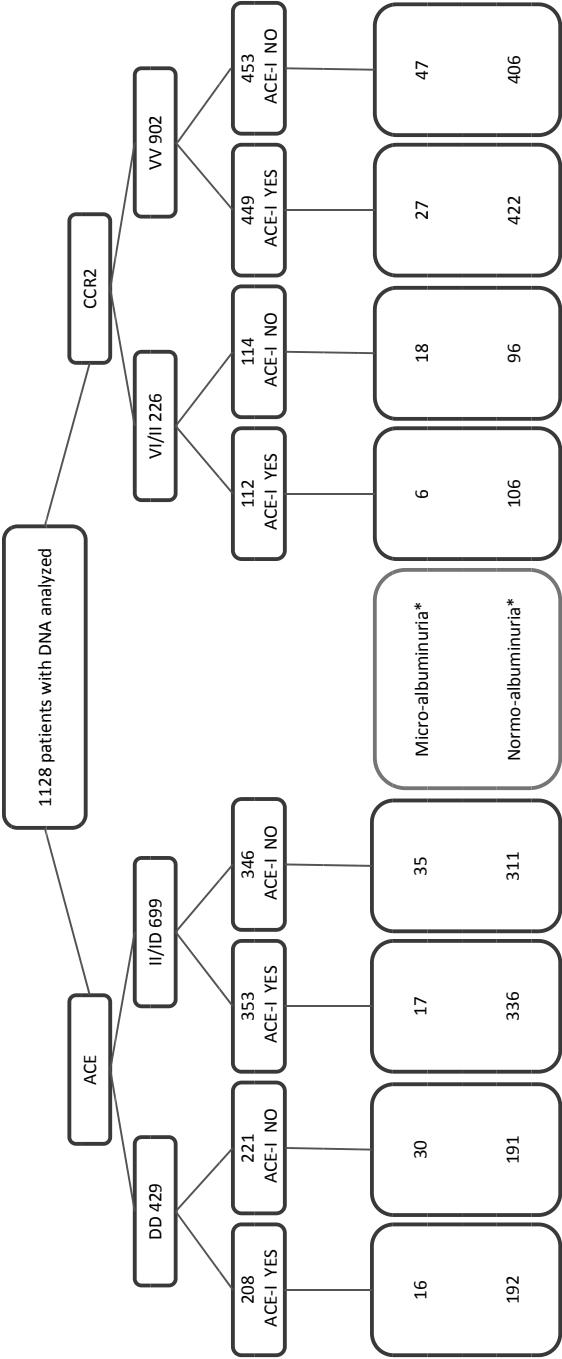 1128 patients with DNA analyzed
ACE
CCR2
DD 429
II/ID 699
VI/II 226
VV 902
208
ACE-I YES
221
ACE-I NO
353
ACE-I YES
346
ACE-I NO
112
ACE-I YES
114
ACE-I NO
449
ACE-I YES
453
ACE-I NO
16
192
30
191
17
336
35
311
Micro-albuminuria*
Normo-albuminuria*
6
106
18
96
27
422
47
406